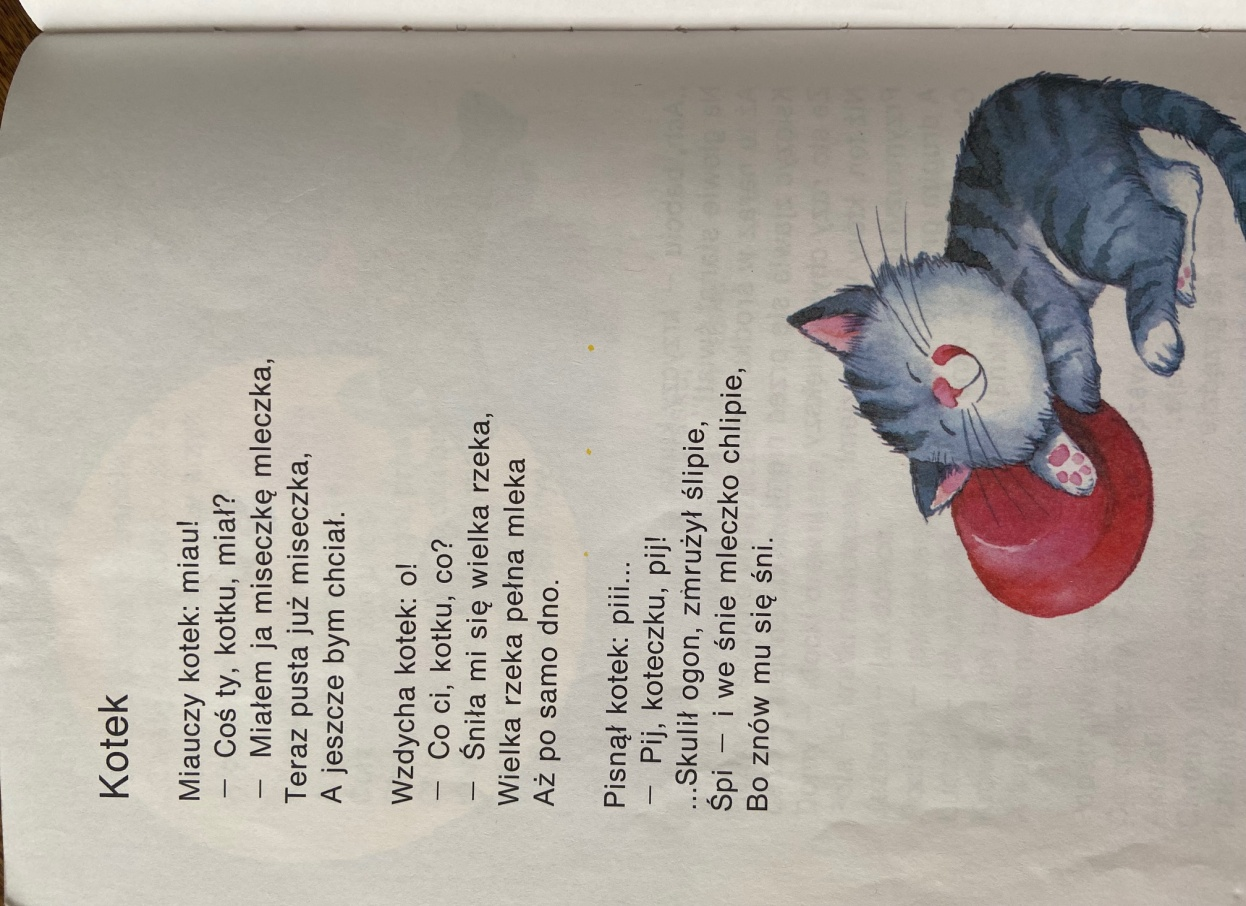 Kotek
Miauczy kotek: miau!
— Coś ty, kotku, miał?
— Miałem ja miseczkę mleczka,
Teraz pusta już miseczka,
A jeszcze bym chciał.
Wzdycha kotek: o!
— Co ci, kotku, co?
— Śniła mi się wielka rzeka,
Wielka rzeka pełna mleka
Aż po samo dno.
Pisnął kotek: piii...
— Pij, koteczku, pij!
...Skulił ogon, zmrużył ślipie,
Śpi — i we śnie mleczko chlipie,
Bo znów mu się śni.